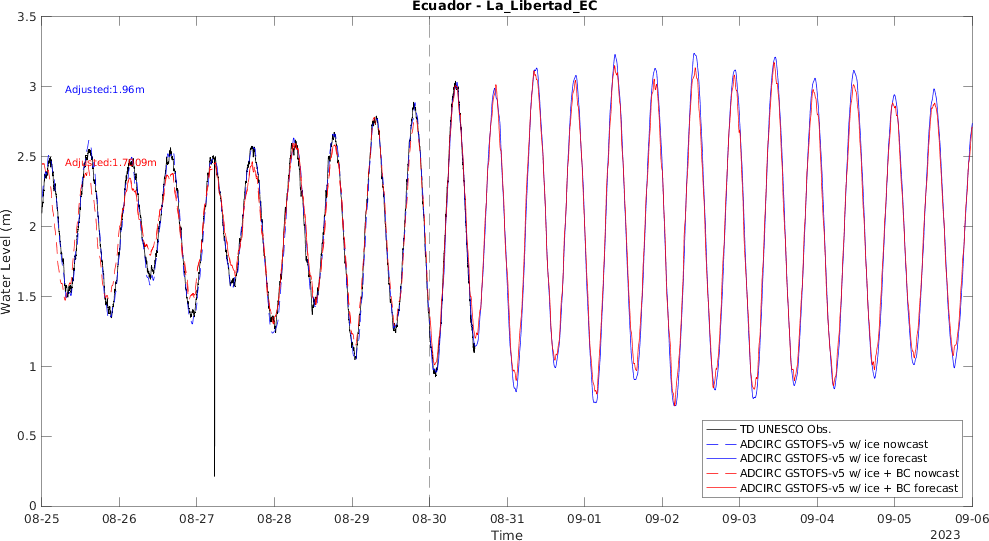 Ecuador - La_Libertad_EC
3.5
3
2.5
2
1.5
1
0.5
0
Water Level (m)
Adjusted:1.96m
08-25
08-26
08-27
08-28
08-29
08-30
08-31
09-01
09-02
09-03
09-04
09-05
09-06
Time
2023
TD UNESCO Obs.
ADCIRC GSTOFS-v5 w/ ice nowcast
ADCIRC GSTOFS-v5 w/ ice forecast
ADCIRC GSTOFS-v5 w/ ice + BC nowcast
ADCIRC GSTOFS-v5 w/ ice + BC forecast